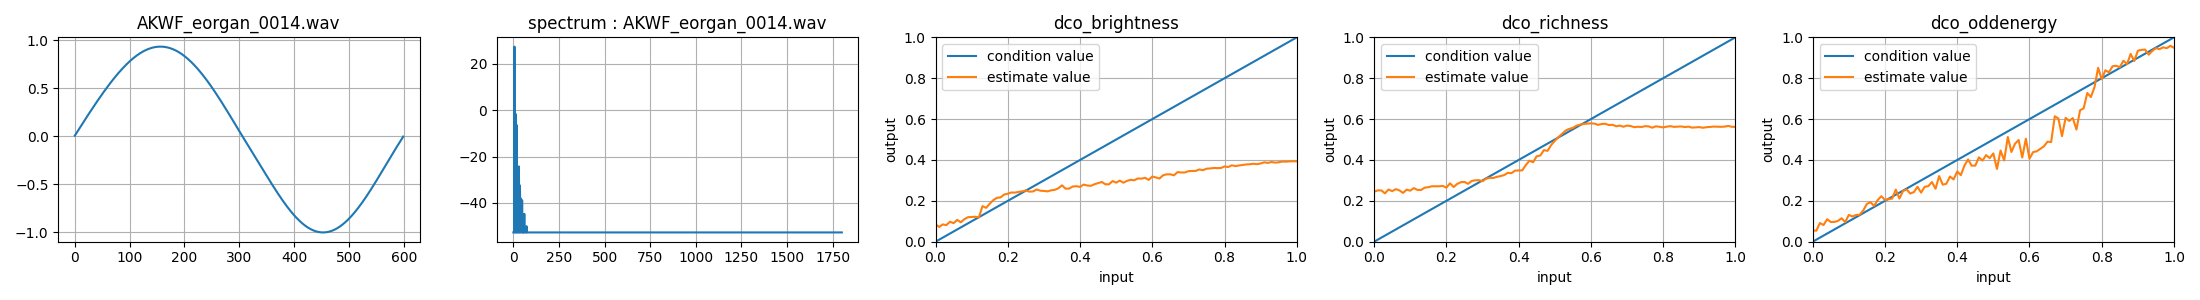 AKWF_eorgan_0014.wav
1.0
0.5
0.0
−0.5
−1.0
0 100 200 300 400 500 600
spectrum : AKWF_eorgan_0014.wav
20
0
−20
−40
0 250 500 750 1000 1250 1500 1750
dco_brightness
condition value
estimate value
output
1.0
0.8
0.6
0.4
0.2
0.0
0.0 0.2 0.4 0.6 0.8 1.0
input
dco_richness
condition value
estimate value
output
1.0
0.8
0.6
0.4
0.2
0.0
0.0 0.2 0.4 0.6 0.8 1.0
input
dco_oddenergy
condition value
estimate value
output
1.0
0.8
0.6
0.4
0.2
0.0
0.0 0.2 0.4 0.6 0.8 1.0
input